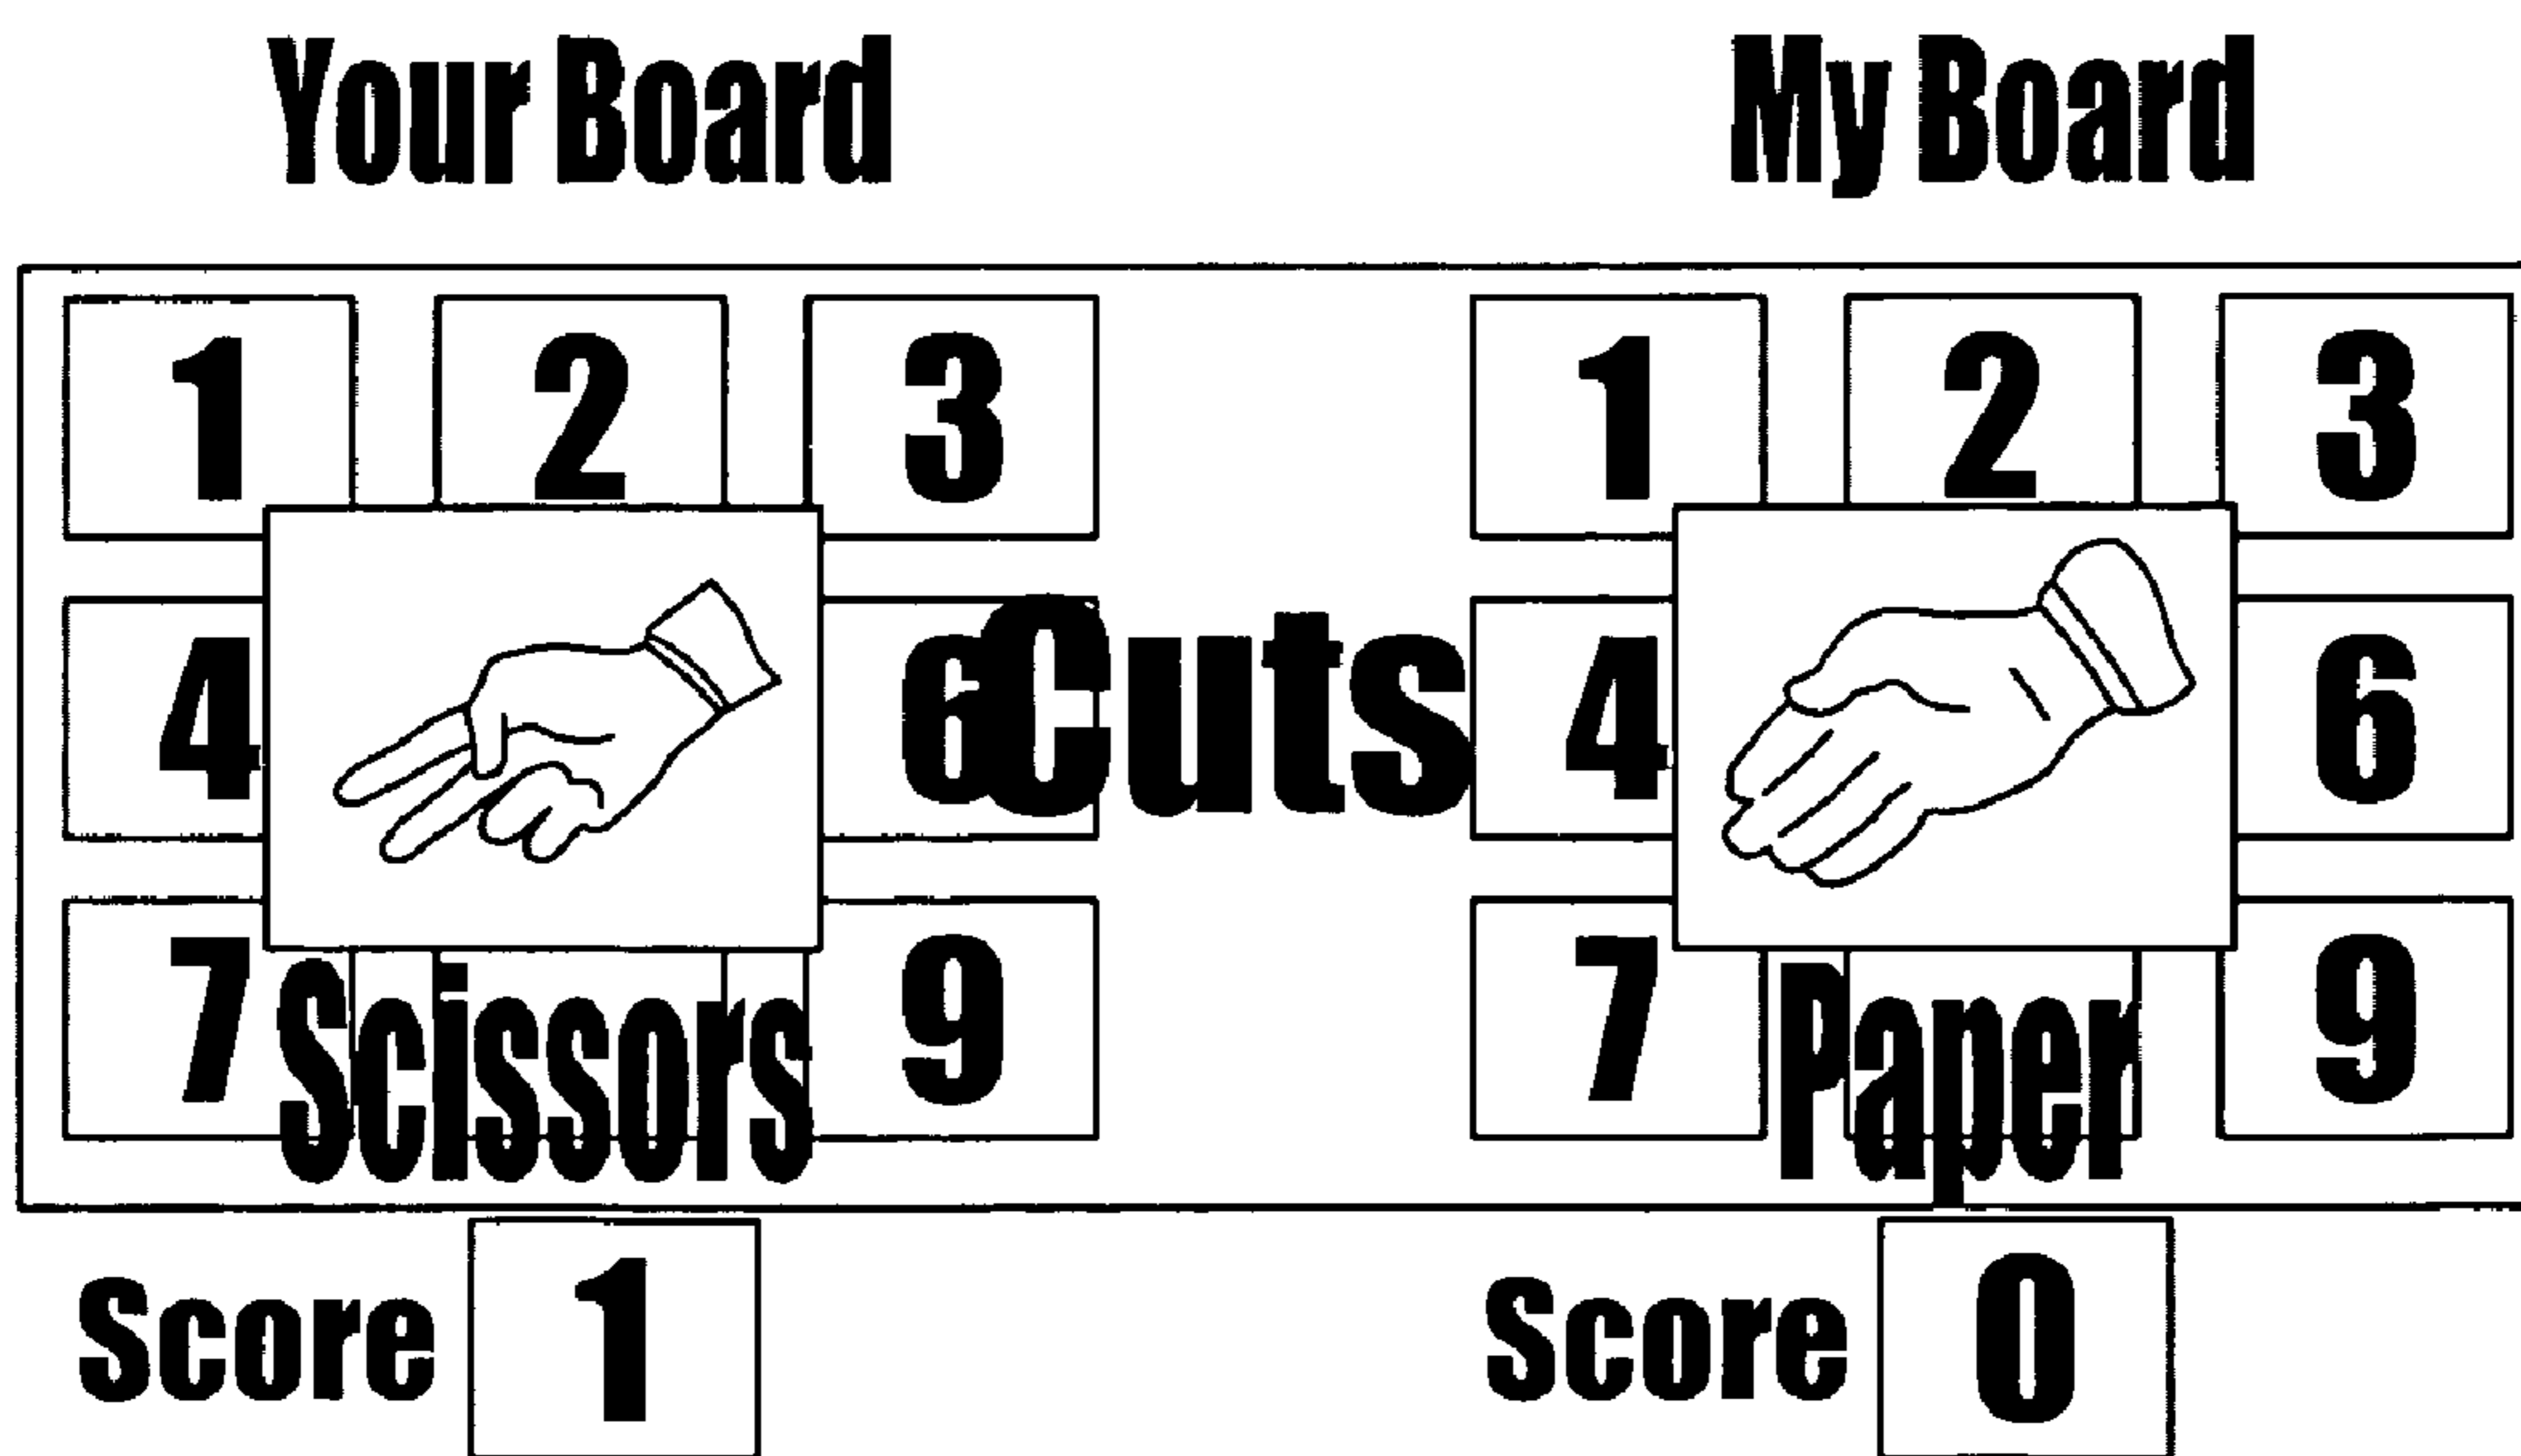 Your Board My Board
1 2 3 1 2 3
4 6 Cuts 4 6
7 Scissors 9 7 Paper 9
Score 1 Score 0